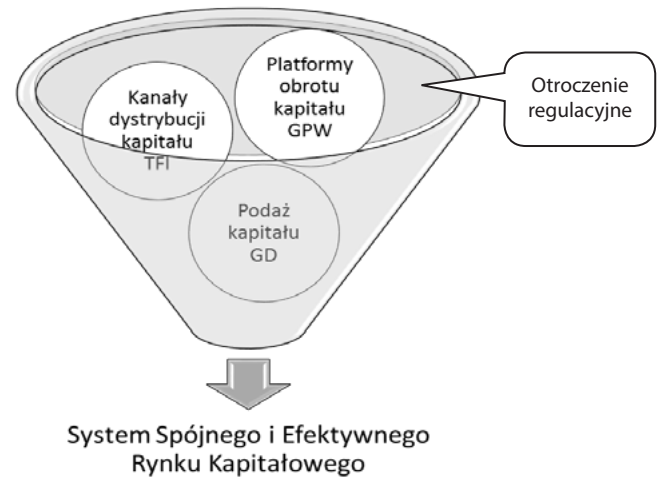 Platformy
obrotu
kapitału
GPW
Kanały
dystrybucji
kapitału
TFI
Otroczenie
regulacyjne
Podaż
kapitału
GD
System Spójnego i Efektywnego
Rynku Kapitałowego